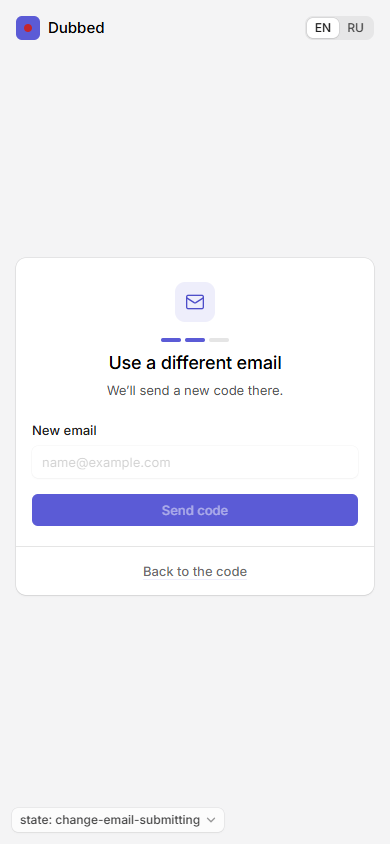 Dubbed
EN RU
Use a different email
We’ll send a new code there.
New email
name@example.com
Send code
Back to the code
state: change-email-submitting